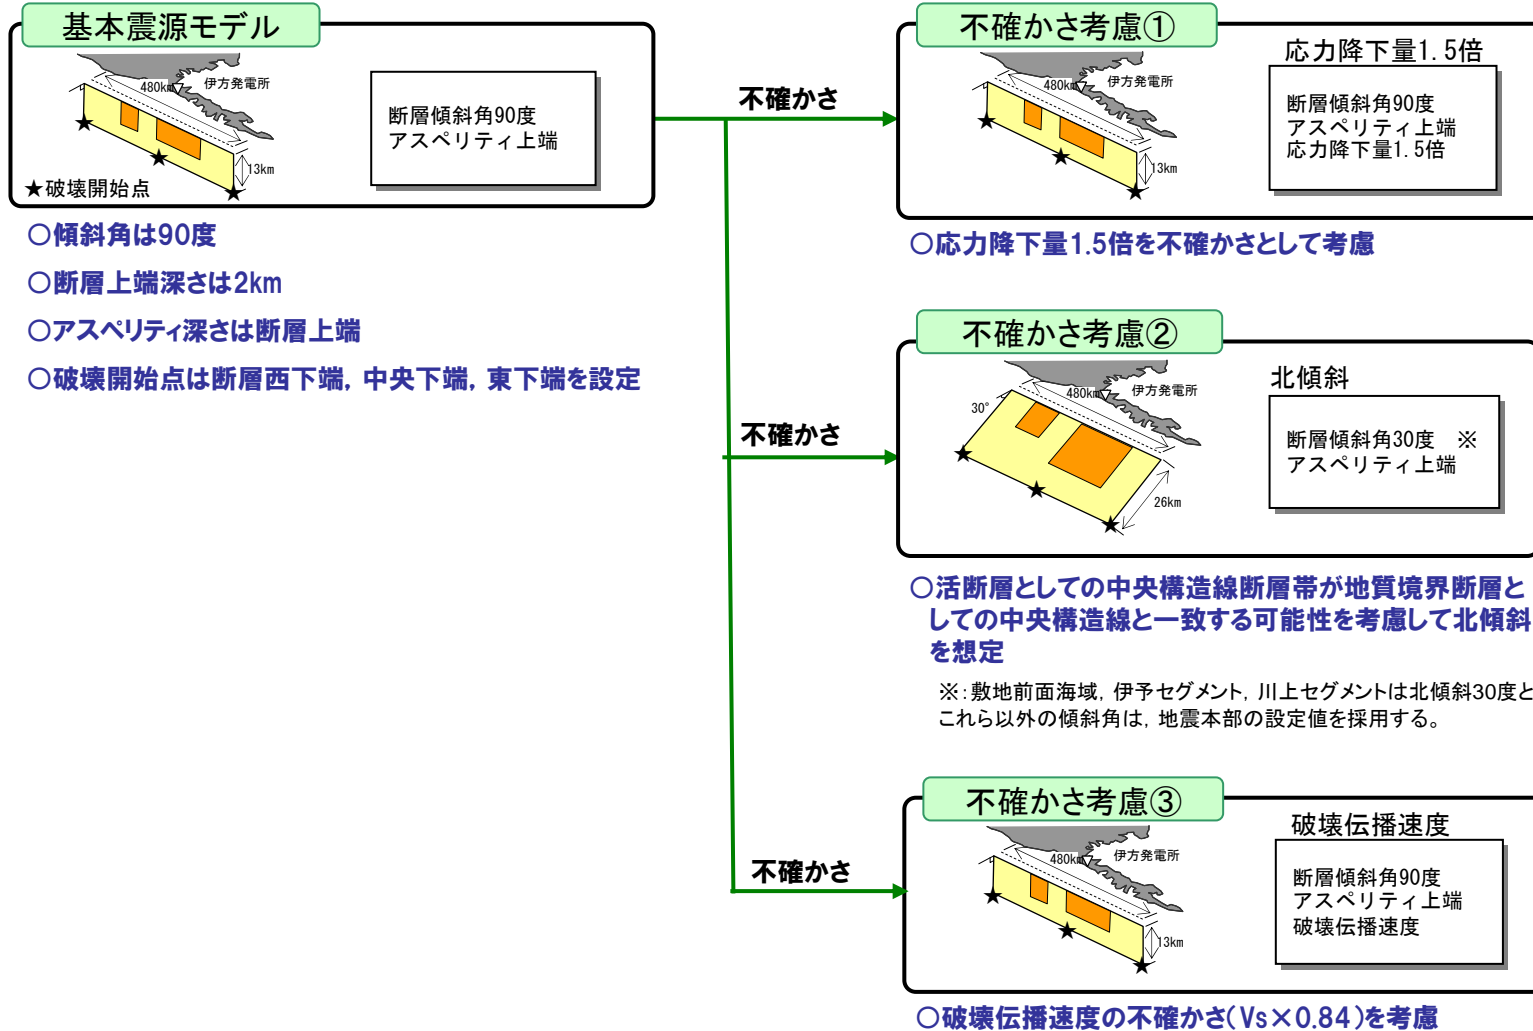 基本震源モデル
480km
伊方発電所
13km
★破壊開始点
断層傾斜角90度
アスペリティ上端
○傾斜角は90度
○断層上端深さは2km
○アスペリティ深さは断層上端
○破壊開始点は断層西下端，中央下端，東下端を設定
不確かさ
不確かさ考慮①
480km
伊方発電所
13km
応力降下量1.5倍
断層傾斜角90度
アスペリティ上端
応力降下量1.5倍
○応力降下量1.5倍を不確かさとして考慮
不確かさ
不確かさ考慮②
480km
伊方発電所
30°
26km
北傾斜
断層傾斜角30度　※
アスペリティ上端
○活断層としての中央構造線断層帯が地質境界断層と
しての中央構造線と一致する可能性を考慮して北傾斜
を想定
※：敷地前面海域，伊予セグメント，川上セグメントは北傾斜30度と
これら以外の傾斜角は，地震本部の設定値を採用する。
不確かさ
不確かさ考慮③
480km
伊方発電所
13km
破壊伝播速度
断層傾斜角90度
アスペリティ上端
破壊伝播速度
○破壊伝播速度の不確かさ（Vs×0.84）を考慮